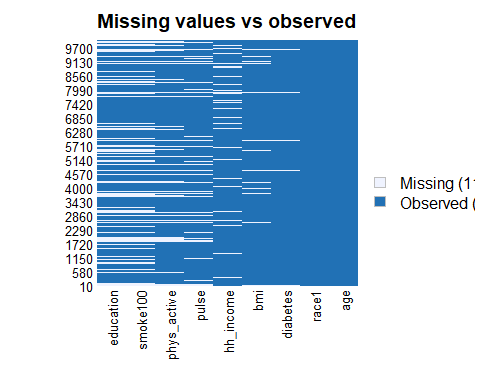 Missing values vs observed
9700
9130
8560
7990
7420
6850
6280
5710
5140
4570
4000
3430
2860
2290
1720
1150
580
10
Missing (1
Observed (
education
smoke100
phys_active
pulse
hh_income
bmi
diabetes
race1
age